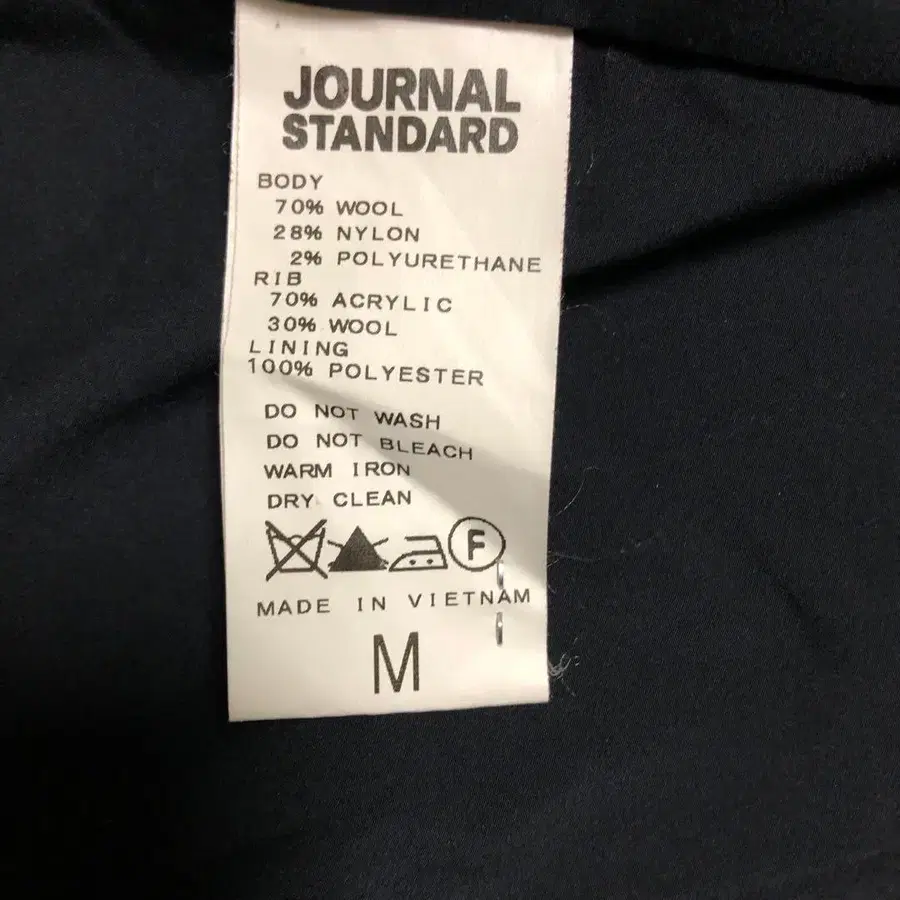 JOURNAL
STANDARD
BODY
70% WOOL
28% NYLON
2% POLYURETHANE
RIB
70% ACRYLIC
30% WOOL
LINING
100% POLYESTER
DO NOT WASH
DO NOT BLEACH
WARM IRON
DRY CLEAN
F
MADE IN VIETNAM
M